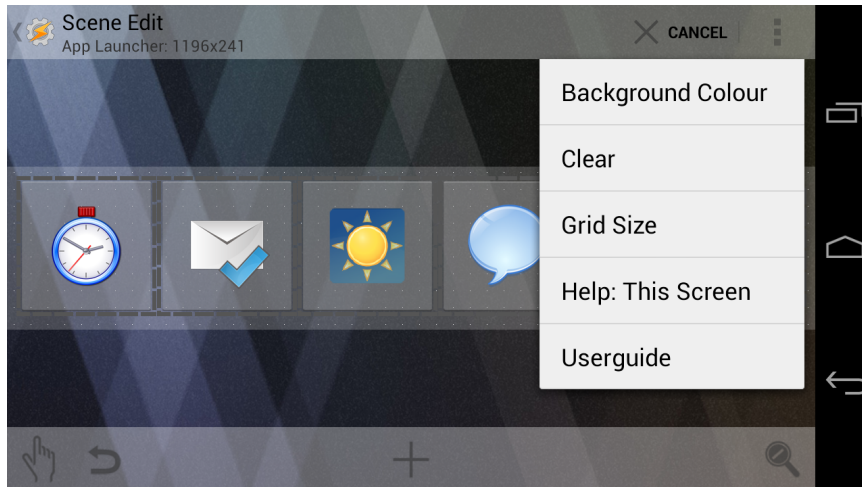 Scene Edit
App Launcher: 1196x241
CANCEL
Background Colour
Clear
Grid Size
Help: This Screen
Userguide